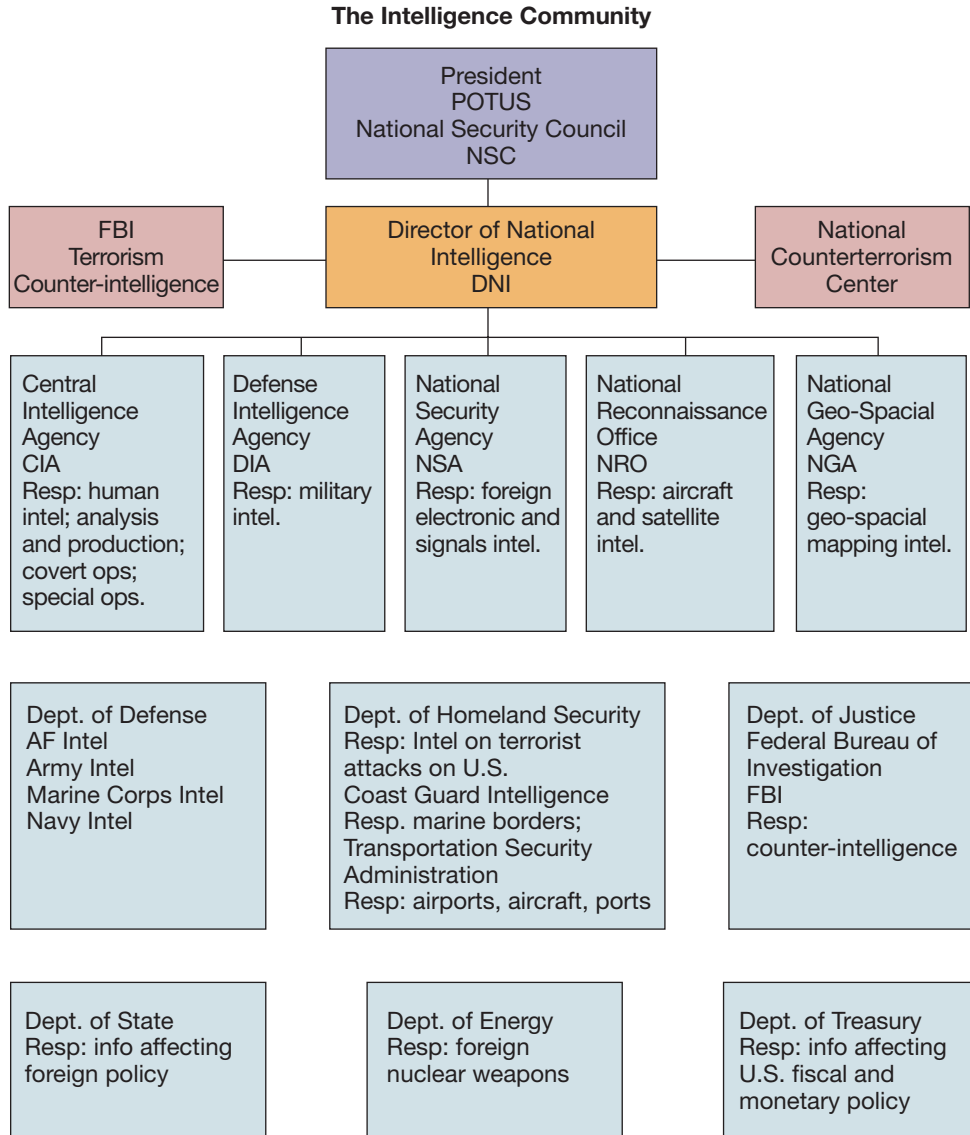 The Intelligence Community
President
POTUS
National Security Council
NSC
FBI
Terrorism
Counter-intelligence
Director of National
Intelligence
DNI
National
Counterterrorism
Center
Central
Intelligence
Agency
CIA
Resp: human
intel; analysis
and production;
covert ops;
special ops.
Defense
Intelligence
Agency
DIA
Resp: military
intel.
National
Security
Agency
NSA
Resp: foreign
electronic and
signals intel.
National
Reconnaissance
Office
NRO
Resp: aircraft
and satellite
intel.
National
Geo-Spacial
Agency
NGA
Resp:
geo-spacial
mapping intel.
Dept. of Defense
AF Intel
Army Intel
Marine Corps Intel
Navy Intel
Dept. of Homeland Security
Resp: Intel on terrorist
attacks on U.S.
Coast Guard Intelligence
Resp. marine borders;
Transportation Security
Administration
Resp: airports, aircraft, ports
Dept. of Justice
Federal Bureau of
Investigation
FBI
Resp:
counter-intelligence
Dept. of State
Resp: info affecting
foreign policy
Dept. of Energy
Resp: foreign
nuclear weapons
Dept. of Treasury
Resp: info affecting
U.S. fiscal and
monetary policy